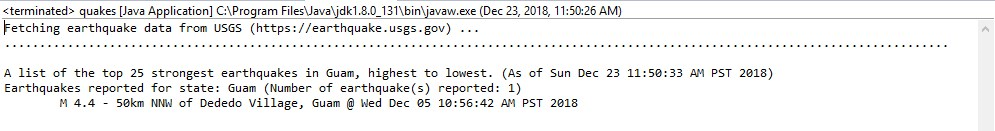 <terminated> quakes [Java Application] C:\Program Files\Java\jdk1.8.0_131\bin\javaw.exe (Dec 23, 2018, 11:50:26 AM)
Fetching earthquake data from USGS (https://earthquake.usgs.gov) ...
.......................................................................................................................................
A list of the top 25 strongest earthquakes in Guam, highest to lowest. (As of Sun Dec 23 11:50:33 AM PST 2018)
Earthquakes reported for state: Guam (Number of earthquake(s) reported: 1)
M 4.4 - 50km NNW of Dededo Village, Guam @ Wed Dec 05 10:56:42 AM PST 2018